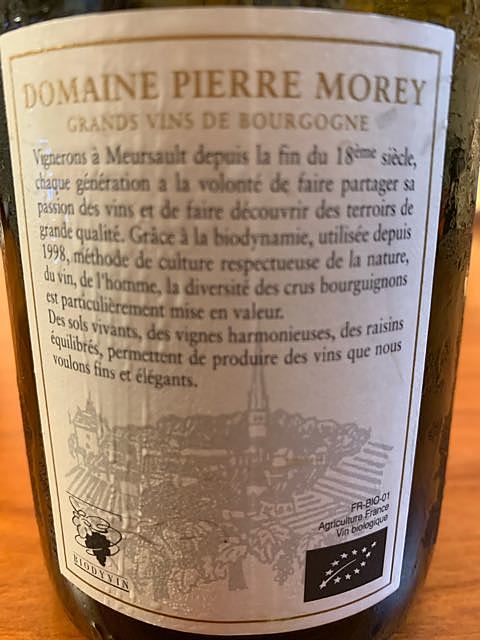 DOMAINE PIERRE MOREY
GRANDS VINS DE BOURGOGNE
Vignerons à Meursault depuis la fin du 18ème siècle,
chaque génération a la volonté de faire partager sa
passion des vins et de faire découvrir des terroirs de
grande qualité. Grâce à la biodynamie, utilisée depuis
1998, méthode de culture respectueuse de la nature,
du vin, de l'homme, la diversité des crus bourguignons
est particulièrement mise en valeur.
Des sols vivants, des vignes harmonieuses, des raisins
équilibrés, permettent de produire des vins que nous
voulons fins et élégants.
FR-BIO-01
Agriculture France
Vin biologique
BIODYVIN